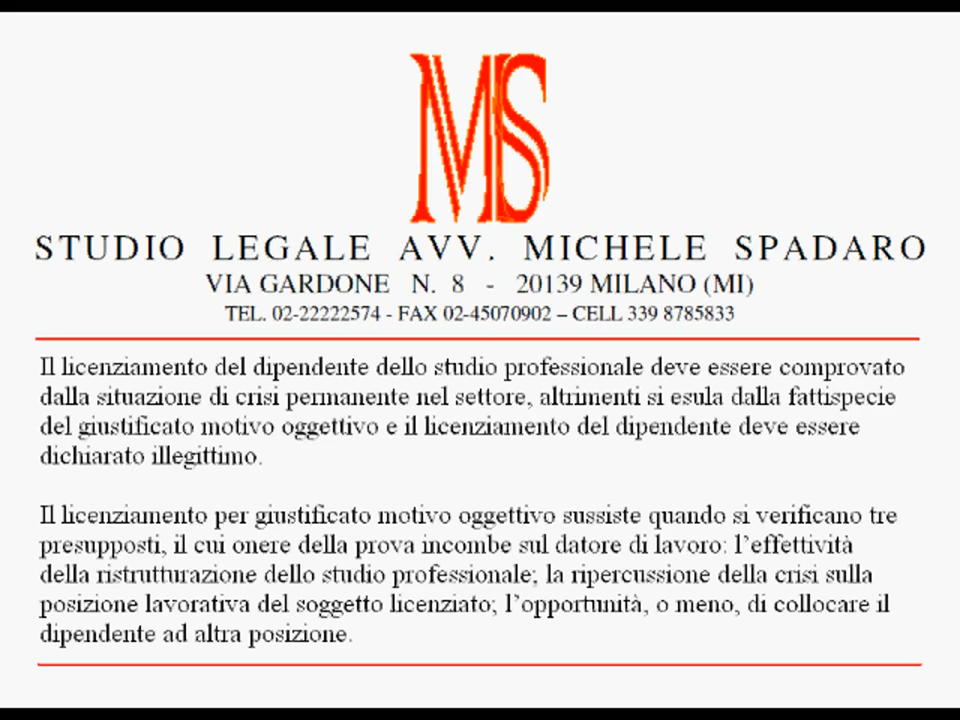 MS
STUDIO LEGALE AVV. MICHELE SPADARO
VIA GARDONE N. 8 - 20139 MILANO (MI)
TEL. 02-22222574 - FAX 02-45070902 – CELL 339 8785833
Il licenziamento del dipendente dello studio professionale deve essere comprovato
dalla situazione di crisi permanente nel settore, altrimenti si esula dalla fattispecie
del giustificato motivo oggettivo e il licenziamento del dipendente deve essere
dichiarato illegittimo.
Il licenziamento per giustificato motivo oggettivo sussiste quando si verificano tre
presupposti, il cui onere della prova incombe sul datore di lavoro: l’effettività
della ristrutturazione dello studio professionale; la ripercussione della crisi sulla
posizione lavorativa del soggetto licenziato; l’opportunità, o meno, di collocare il
dipendente ad altra posizione.